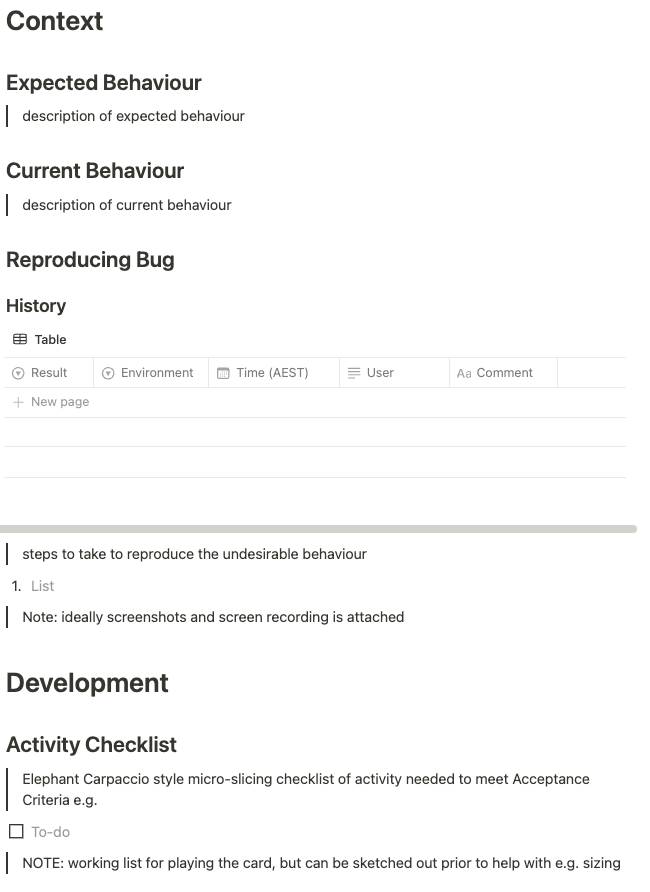 Context
Expected Behaviour
description of expected behaviour
Current Behaviour
description of current behaviour
Reproducing Bug
History
Table
Result Environment Time (AEST) User Aa Comment
+ New page
steps to take to reproduce the undesirable behaviour
1. List
Note: ideally screenshots and screen recording is attached
Development
Activity Checklist
Elephant Carpaccio style micro-slicing checklist of activity needed to meet Acceptance
Criteria e.g.
To-do
NOTE: working list for playing the card, but can be sketched out prior to help with e.g. sizing